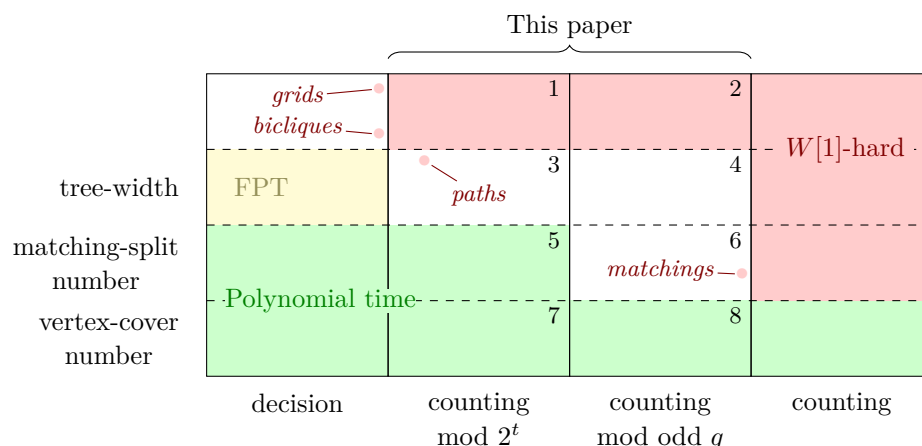 This paper
grids
bicliques
1
2
W[1]-hard
tree-width
FPT
3
paths
4
matching-split
number
5
6
matchings
Polynomial time
vertex-cover
number
7
8
decision
counting
mod 2^t
counting
mod odd q
counting